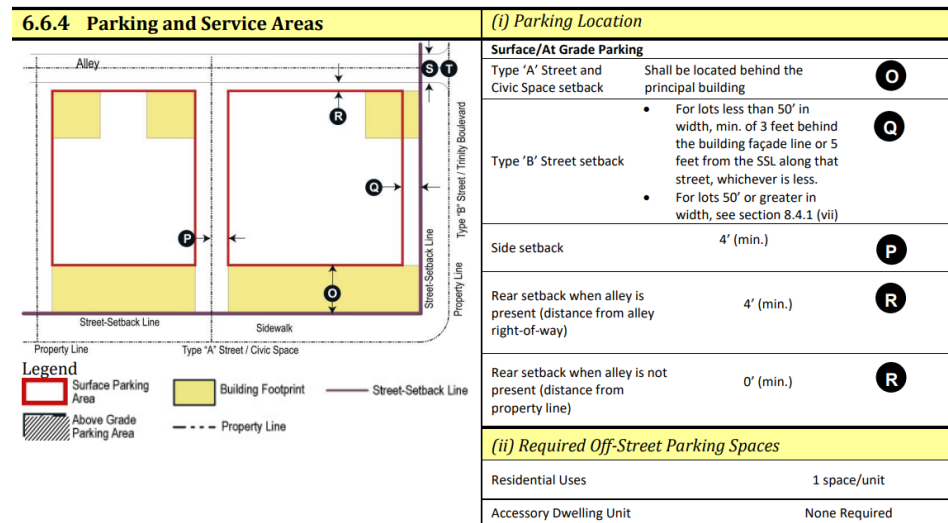 6.6.4 Parking and Service Areas
Alley
S T
R
Q
P
O
Type "B" Street / Trinity Boulevard
Street-Setback Line
Property Line
Street-Setback Line
Sidewalk
Property Line
Type "A" Street / Civic Space
Legend
Surface Parking
Area
Building Footprint
Street-Setback Line
Above Grade
Parking Area
Property Line
(i) Parking Location
Surface/At Grade Parking
Type ‘A’ Street and
Civic Space setback
Shall be located behind the
principal building
O
Type ’B’ Street setback
• For lots less than 50’ in
width, min. of 3 feet behind
the building façade line or 5
feet from the SSL along that
street, whichever is less.
• For lots 50’ or greater in
width, see section 8.4.1 (vii)
Q
Side setback
4’ (min.)
P
Rear setback when alley is
present (distance from alley
right-of-way)
4’ (min.)
R
Rear setback when alley is not
present (distance from
property line)
0’ (min.)
R
(ii) Required Off-Street Parking Spaces
Residential Uses
1 space/unit
Accessory Dwelling Unit
None Required